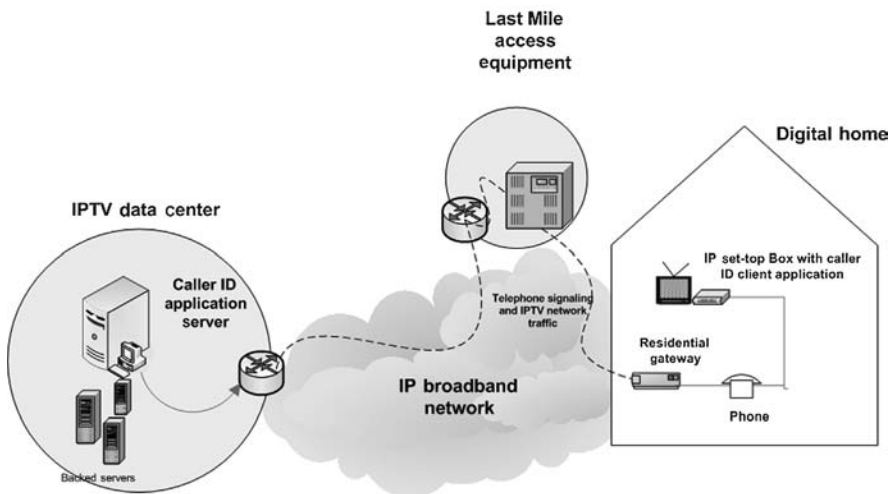 Last Mile
access
equipment
Digital home
IPTV data center
Caller ID
application
server
IP set-top Box with caller
ID client application
Telephone signaling
and IPTV network
traffic
Residential
gateway
IP broadband
network
Phone
Backed servers